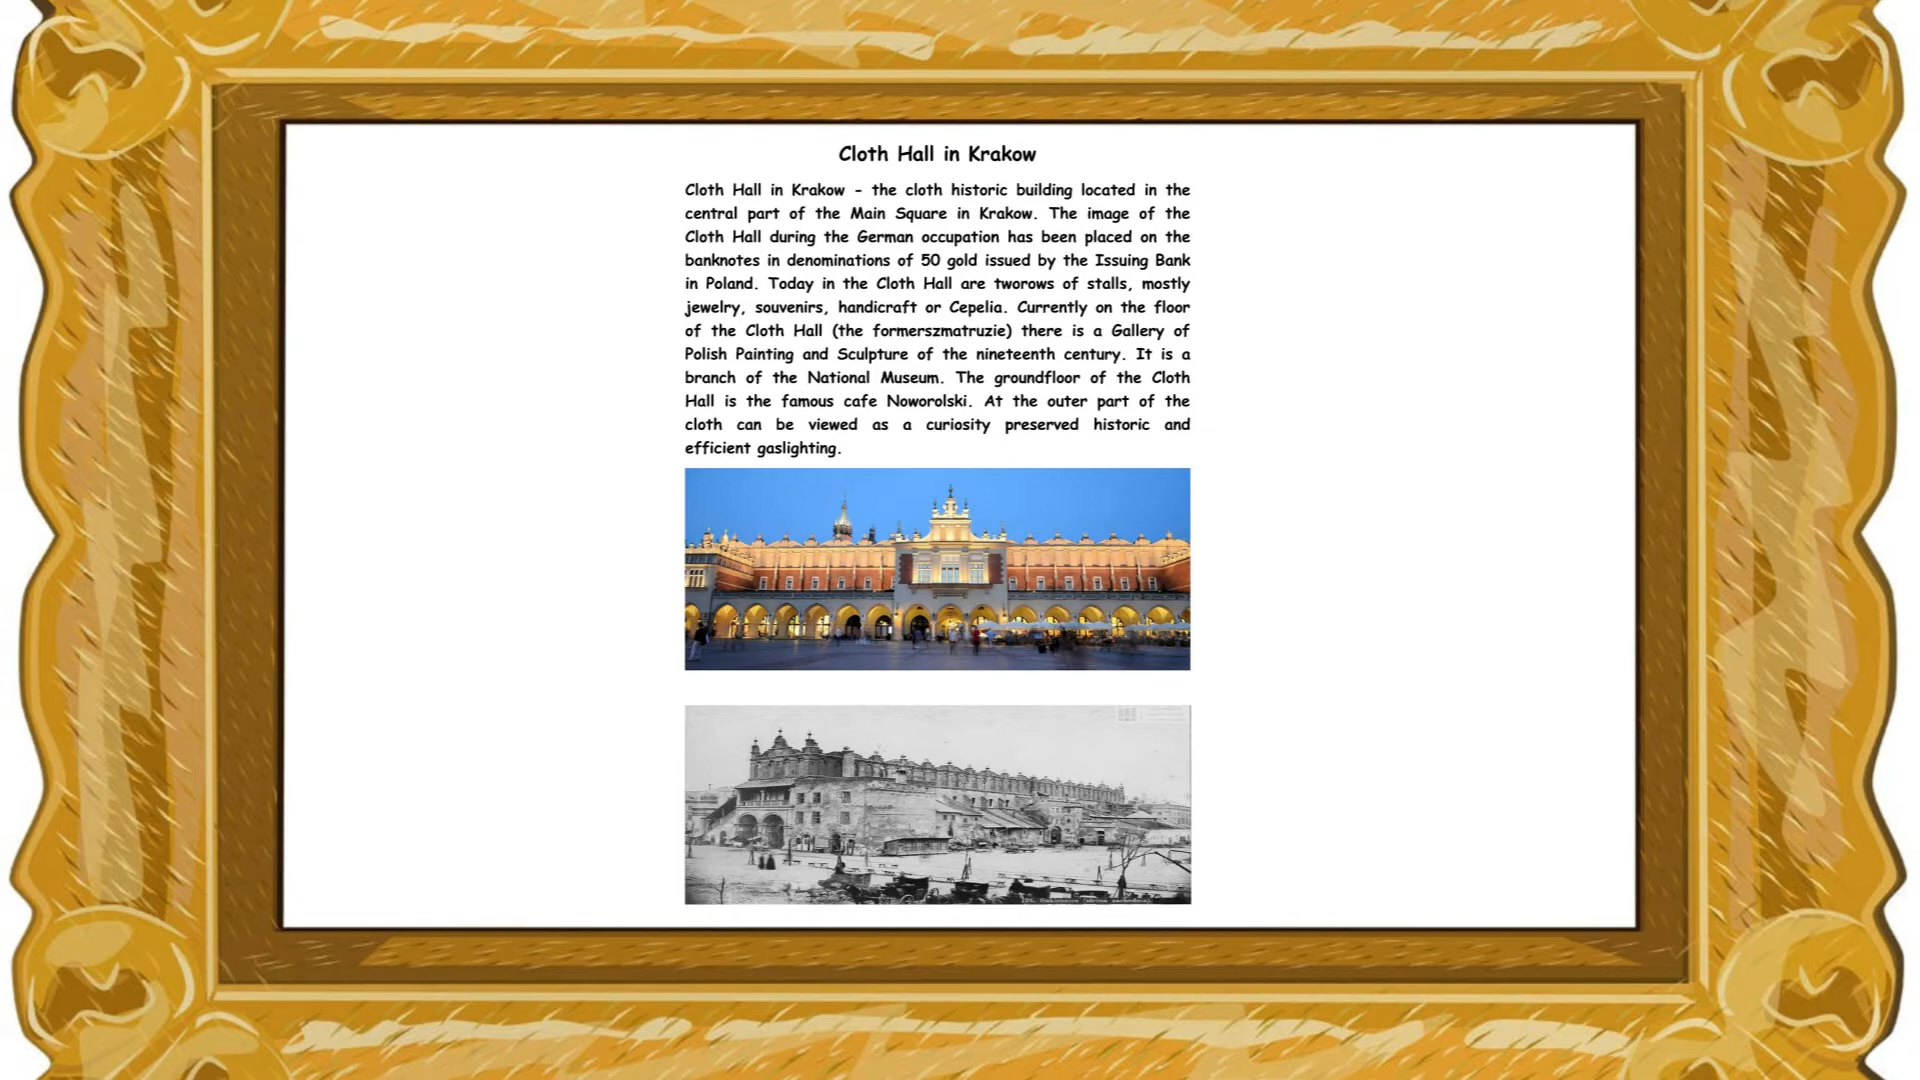 Cloth Hall in Krakow
Cloth Hall in Krakow - the cloth historic building located in the
central part of the Main Square in Krakow. The image of the
Cloth Hall during the German occupation has been placed on the
banknotes in denominations of 50 gold issued by the Issuing Bank
in Poland. Today in the Cloth Hall are tworows of stalls, mostly
jewelry, souvenirs, handicraft or Cepelia. Currently on the floor
of the Cloth Hall (the formerszmatruzie) there is a Gallery of
Polish Painting and Sculpture of the nineteenth century. It is a
branch of the National Museum. The groundfloor of the Cloth
Hall is the famous cafe Noworolski. At the outer part of the
cloth can be viewed as a curiosity preserved historic and
efficient gaslighting.